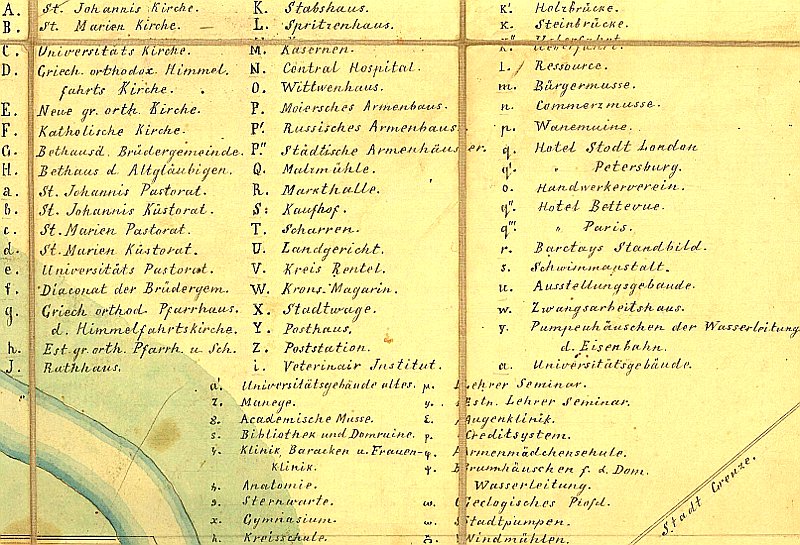 A. St. Johannis Kirche.
B. St. Marien Kirche.
C. Universitäts Kirche.
D. Griech. orthodox. Himmel.
fahrts Kirche.
E. Neue gr. orth. Kirche.
F. Katholische Kirche.
G. Bethaus d. Brüdergemeinde.
H. Bethaus d Altgläubigen.
a. St. Johannis Pastorat.
b. St. Johannis Küstorat.
c. St. Marien Pastorat.
d. St. Marien Küstorat.
e. Universitäts Pastorat.
f. Diaconat der Brüdergem.
g. Griech orthod. Pfarrhaus.
d. Himmelfahrtskirche.
h. Est. gr. orth. Pfarrh. u. Sch.
J. Rathhaus.
K. Stabshaus.
L. Spritzenhaus.
M. Kasernen.
N. Central Hospital.
O. Wittwenhaus.
P. Moiersches Armenhaus.
P'. Russisches Armenhaus.
P". Städtische Armenhäuser.
Q. Malzmühle.
R. Markthalle.
S: Kaufhof.
T. Scharren.
U. Landgericht.
V. Kreis Rentei.
W. Krons-Magazin.
X. Stadtwage.
Y. Posthaus.
Z. Poststation.
i. Veterinair Institut.
k'. Holzbrücke.
k. Steinbrücke.
k". Ueberfahrt.
l. Ressource.
m. Bürgermusse.
n. Commerzmusse.
p. Wanemuine.
q. Hotel Stadt London
q'. " Petersburg.
o. Handwerkerverein.
q". Hotel Bellevue.
q"'. " Paris.
r. Barclays Standbild.
s. Schwimmanstalt.
u. Ausstellungsgebäude.
w. Zwangsarbeitshaus.
y. Pumpenhäuschen der Wasserleitung
d. Eisenbahn.
α. Universitätsgebäude.
α'. Universitätsgebäude altes.
Manege.
Academische Musse.
Bibliothek und Domruine.
Klinik, Baracken u. Frauen-
klinik.
Anatomie.
Sternwarte.
x. Gymnasium.
Kreisschule.
μ. Lehrer Seminar.
Estn. Lehrer Seminar.
ξ. Augenklinik.
ρ. Creditsystem.
φ. Armenmädchenschule.
ψ. Brunnhäuschen f. d. Dom.
Wasserleitung.
ω. Geologisches Profil.
ω. Stadtpumpen.
Windmühlen.
Stadt Grenze.